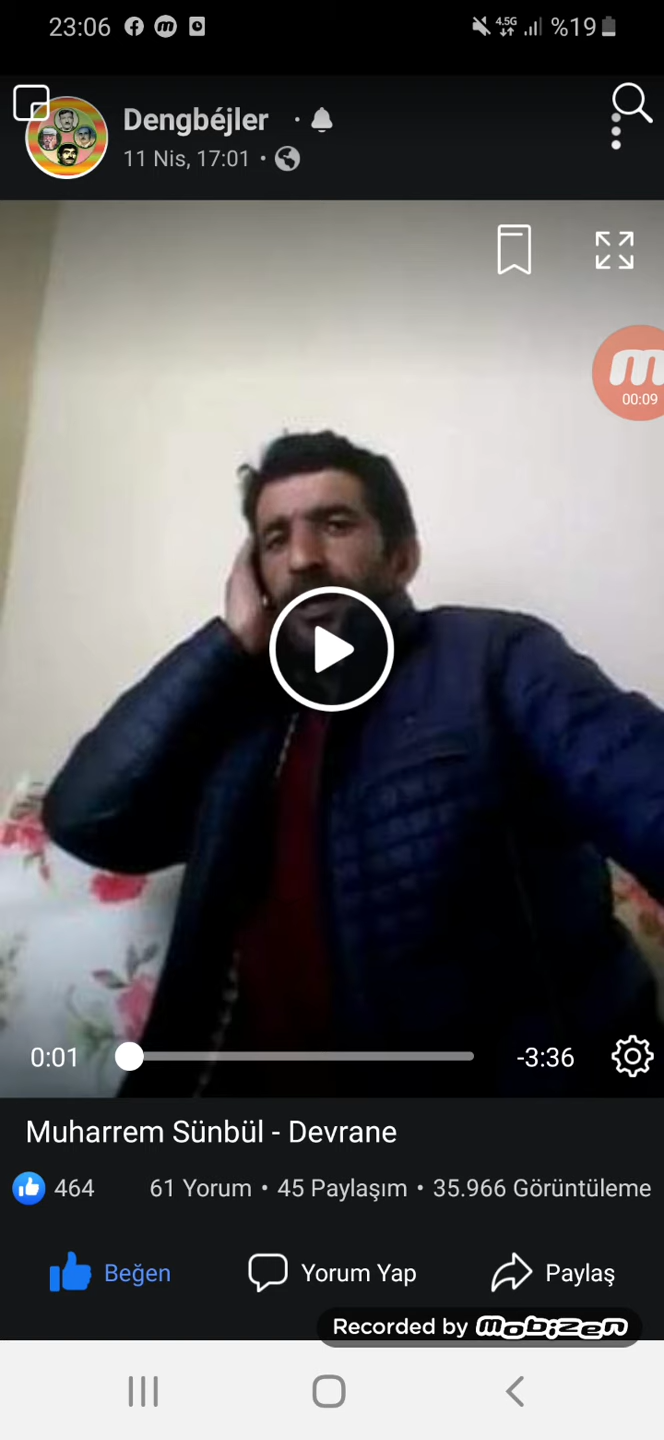 23:06 4.5G %19
Dengbéjler ·
11 Nis, 17:01 ·
00:09
0:01 -3:36
Muharrem Sünbül - Devrane
464 61 Yorum • 45 Paylaşım • 35.966 Görüntüleme
Beğen Yorum Yap Paylaş
Recorded by mobizen